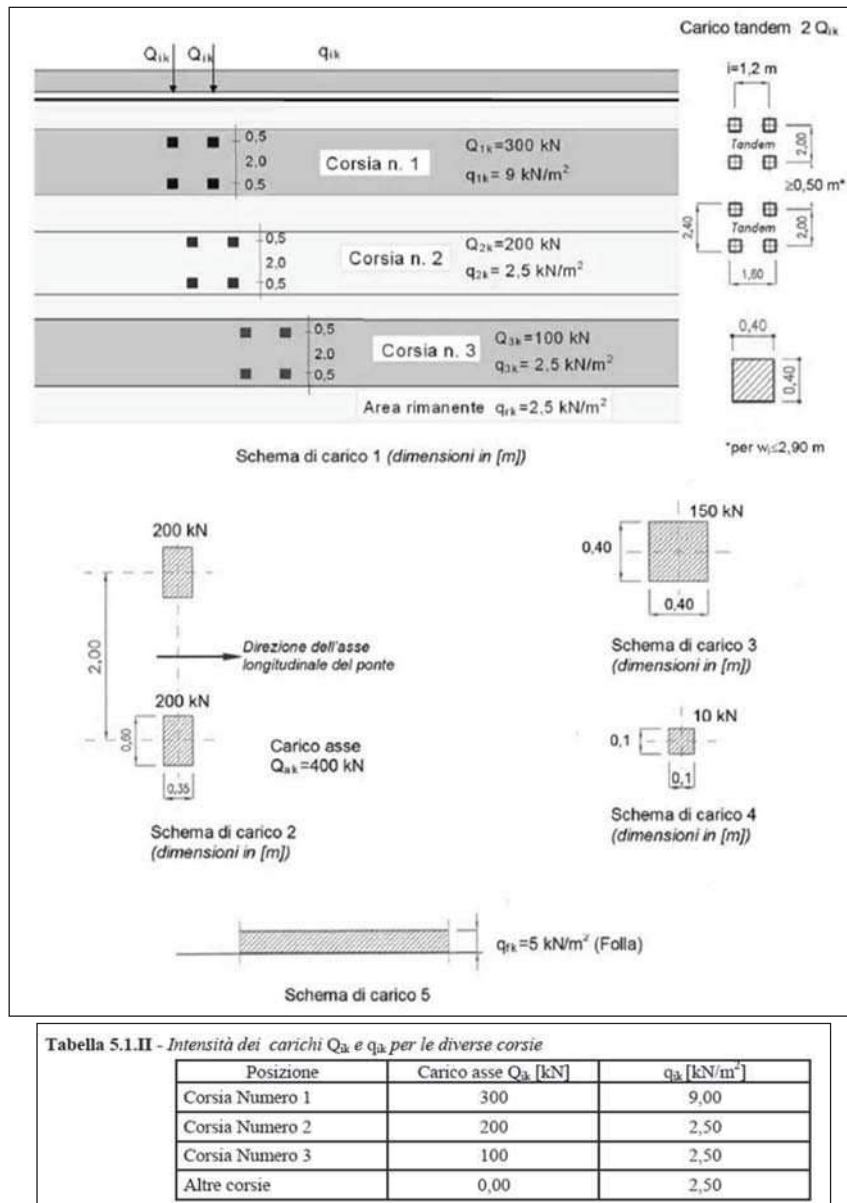 Carico tandem 2 Qik
Qik Qik qik
i=1,2 m
0,5
2,0
0,5
Corsia n. 1
Q1k=300 kN
q1k= 9 kN/m²
Tandem
2,00
≥0,50 m*
0,5
2,0
0,5
Corsia n. 2
Q2k=200 kN
q2k= 2,5 kN/m²
2,40
Tandem
2,00
1,60
0,5
2,0
0,5
Corsia n. 3
Q3k=100 kN
q3k= 2,5 kN/m²
0,40
0,40
Area rimanente qrk=2,5 kN/m²
Schema di carico 1 (dimensioni in [m])
*per wl≤2,90 m
200 kN
2,00
Direzione dell'asse
longitudinale del ponte
200 kN
0,60
0,35
Carico asse
Qak=400 kN
Schema di carico 2
(dimensioni in [m])
150 kN
0,40
0,40
Schema di carico 3
(dimensioni in [m])
10 kN
0,1
0,1
Schema di carico 4
(dimensioni in [m])
qfk=5 kN/m² (Folla)
Schema di carico 5
Tabella 5.1.II - Intensità dei carichi Qik e qik per le diverse corsie
Posizione Carico asse Qik [kN] qik [kN/m²]
Corsia Numero 1 300 9,00
Corsia Numero 2 200 2,50
Corsia Numero 3 100 2,50
Altre corsie 0,00 2,50